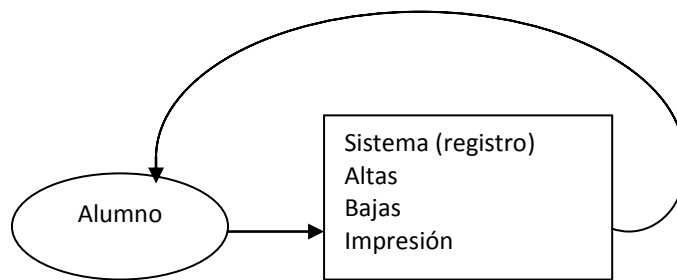 Sistema (registro)
Altas
Alumno
Bajas
Impresión